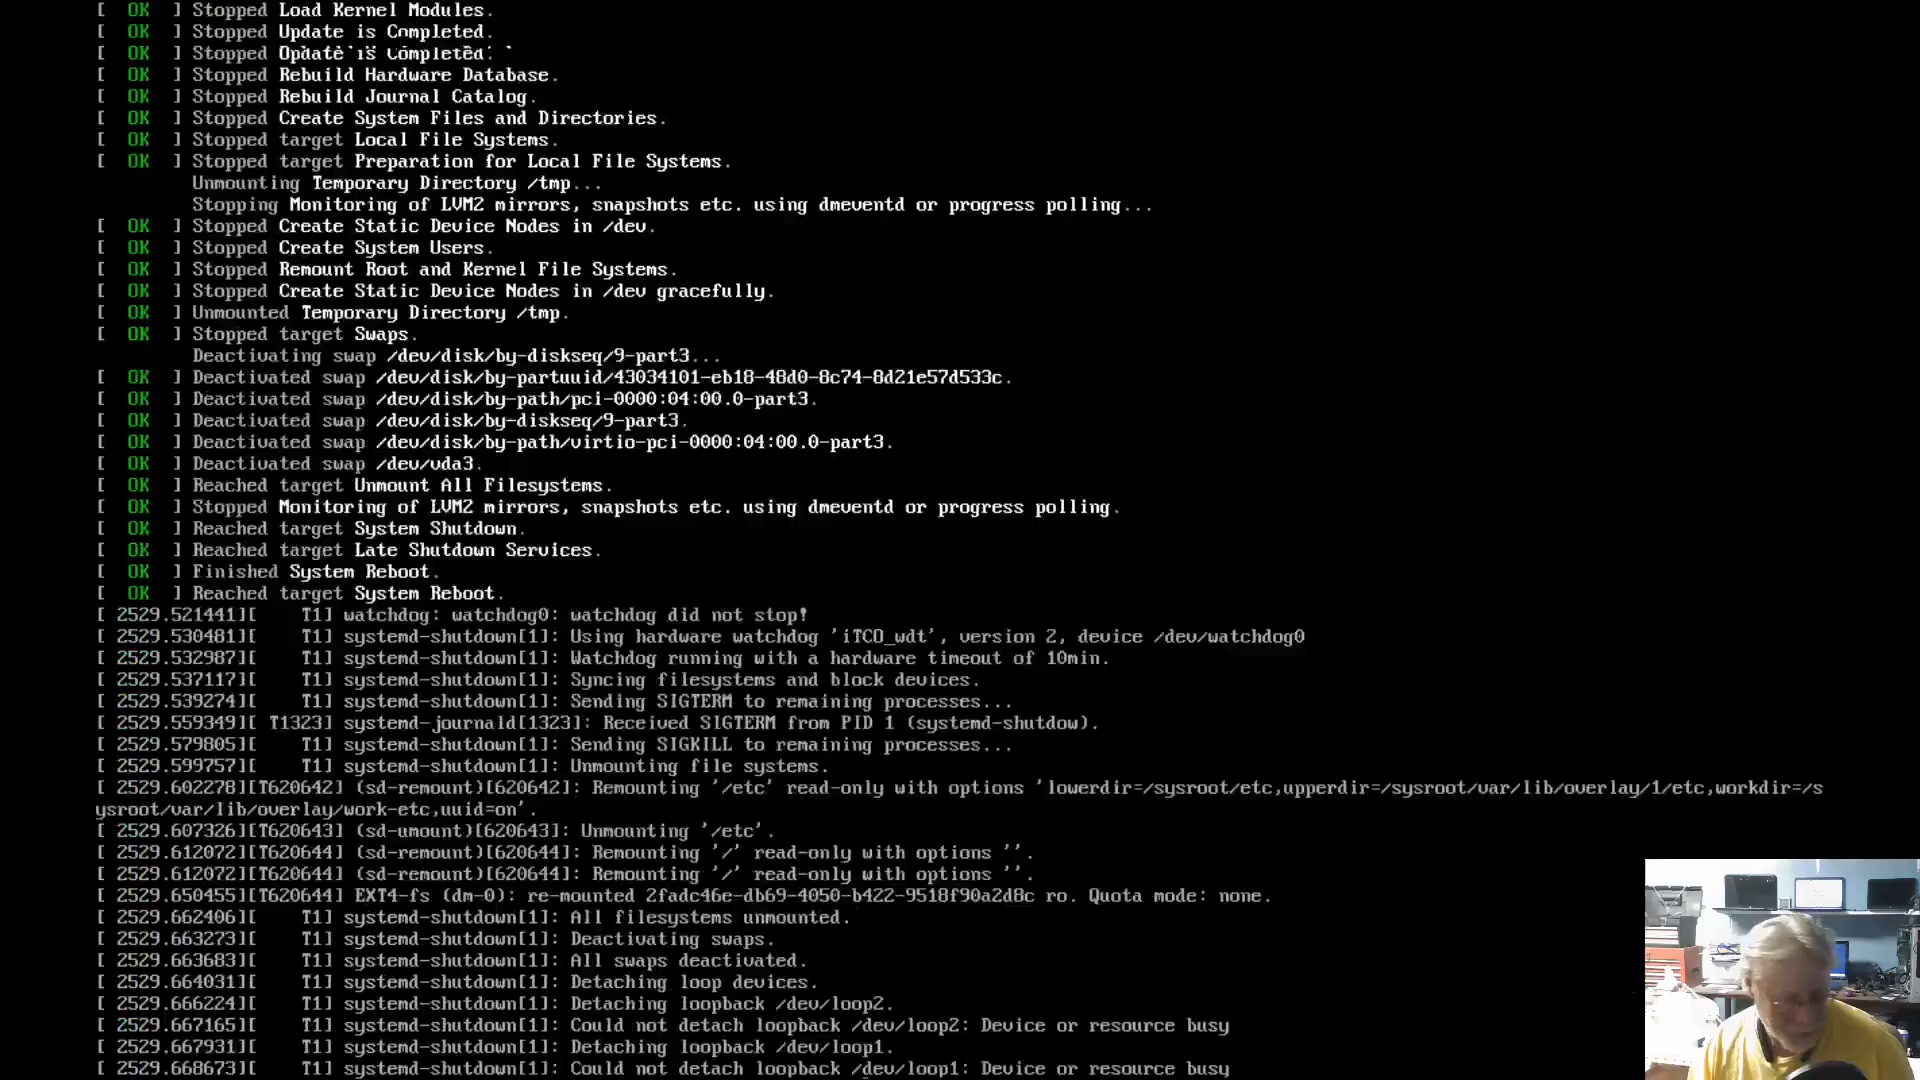 [  OK  ] Stopped Load Kernel Modules.
[  OK  ] Stopped Update is Completed.
[  OK  ] Stopped Update is Completed.
[  OK  ] Stopped Rebuild Hardware Database.
[  OK  ] Stopped Rebuild Journal Catalog.
[  OK  ] Stopped Create System Files and Directories.
[  OK  ] Stopped target Local File Systems.
[  OK  ] Stopped target Preparation for Local File Systems.
Unmounting Temporary Directory /tmp...
Stopping Monitoring of LVM2 mirrors, snapshots etc. using dmeventd or progress polling...
[  OK  ] Stopped Create Static Device Nodes in /dev.
[  OK  ] Stopped Create System Users.
[  OK  ] Stopped Remount Root and Kernel File Systems.
[  OK  ] Stopped Create Static Device Nodes in /dev gracefully.
[  OK  ] Unmounted Temporary Directory /tmp.
[  OK  ] Stopped target Swaps.
Deactivating swap /dev/disk/by-diskseq/9-part3...
[  OK  ] Deactivated swap /dev/disk/by-partuuid/43034101-eb18-48d0-8c74-8d21e57d533c.
[  OK  ] Deactivated swap /dev/disk/by-path/pci-0000:04:00.0-part3.
[  OK  ] Deactivated swap /dev/disk/by-diskseq/9-part3.
[  OK  ] Deactivated swap /dev/disk/by-path/virtio-pci-0000:04:00.0-part3.
[  OK  ] Deactivated swap /dev/vda3.
[  OK  ] Reached target Unmount All Filesystems.
[  OK  ] Stopped Monitoring of LVM2 mirrors, snapshots etc. using dmeventd or progress polling.
[  OK  ] Reached target System Shutdown.
[  OK  ] Reached target Late Shutdown Services.
[  OK  ] Finished System Reboot.
[  OK  ] Reached target System Reboot.
[ 2529.521441][    T1] watchdog: watchdog0: watchdog did not stop!
[ 2529.530481][    T1] systemd-shutdown[1]: Using hardware watchdog 'iTCO_wdt', version 2, device /dev/watchdog0
[ 2529.532987][    T1] systemd-shutdown[1]: Watchdog running with a hardware timeout of 10min.
[ 2529.537117][    T1] systemd-shutdown[1]: Syncing filesystems and block devices.
[ 2529.539274][    T1] systemd-shutdown[1]: Sending SIGTERM to remaining processes...
[ 2529.559349][ T1323] systemd-journald[1323]: Received SIGTERM from PID 1 (systemd-shutdow).
[ 2529.579805][    T1] systemd-shutdown[1]: Sending SIGKILL to remaining processes...
[ 2529.599757][    T1] systemd-shutdown[1]: Unmounting file systems.
[ 2529.602278][T620642] (sd-remount)[620642]: Remounting '/etc' read-only with options 'lowerdir=/sysroot/etc,upperdir=/sysroot/var/lib/overlay/1/etc,workdir=/s
ysroot/var/lib/overlay/work-etc,uuid=on'.
[ 2529.607326][T620643] (sd-umount)[620643]: Unmounting '/etc'.
[ 2529.612072][T620644] (sd-remount)[620644]: Remounting '/' read-only with options ''.
[ 2529.612072][T620644] (sd-remount)[620644]: Remounting '/' read-only with options ''.
[ 2529.650455][T620644] EXT4-fs (dm-0): re-mounted 2fadc46e-db69-4050-b422-9518f90a2d8c ro. Quota mode: none.
[ 2529.662406][    T1] systemd-shutdown[1]: All filesystems unmounted.
[ 2529.663273][    T1] systemd-shutdown[1]: Deactivating swaps.
[ 2529.663683][    T1] systemd-shutdown[1]: All swaps deactivated.
[ 2529.664031][    T1] systemd-shutdown[1]: Detaching loop devices.
[ 2529.666224][    T1] systemd-shutdown[1]: Detaching loopback /dev/loop2.
[ 2529.667165][    T1] systemd-shutdown[1]: Could not detach loopback /dev/loop2: Device or resource busy
[ 2529.667931][    T1] systemd-shutdown[1]: Detaching loopback /dev/loop1.
[ 2529.668673][    T1] systemd-shutdown[1]: Could not detach loopback /dev/loop1: Device or resource busy